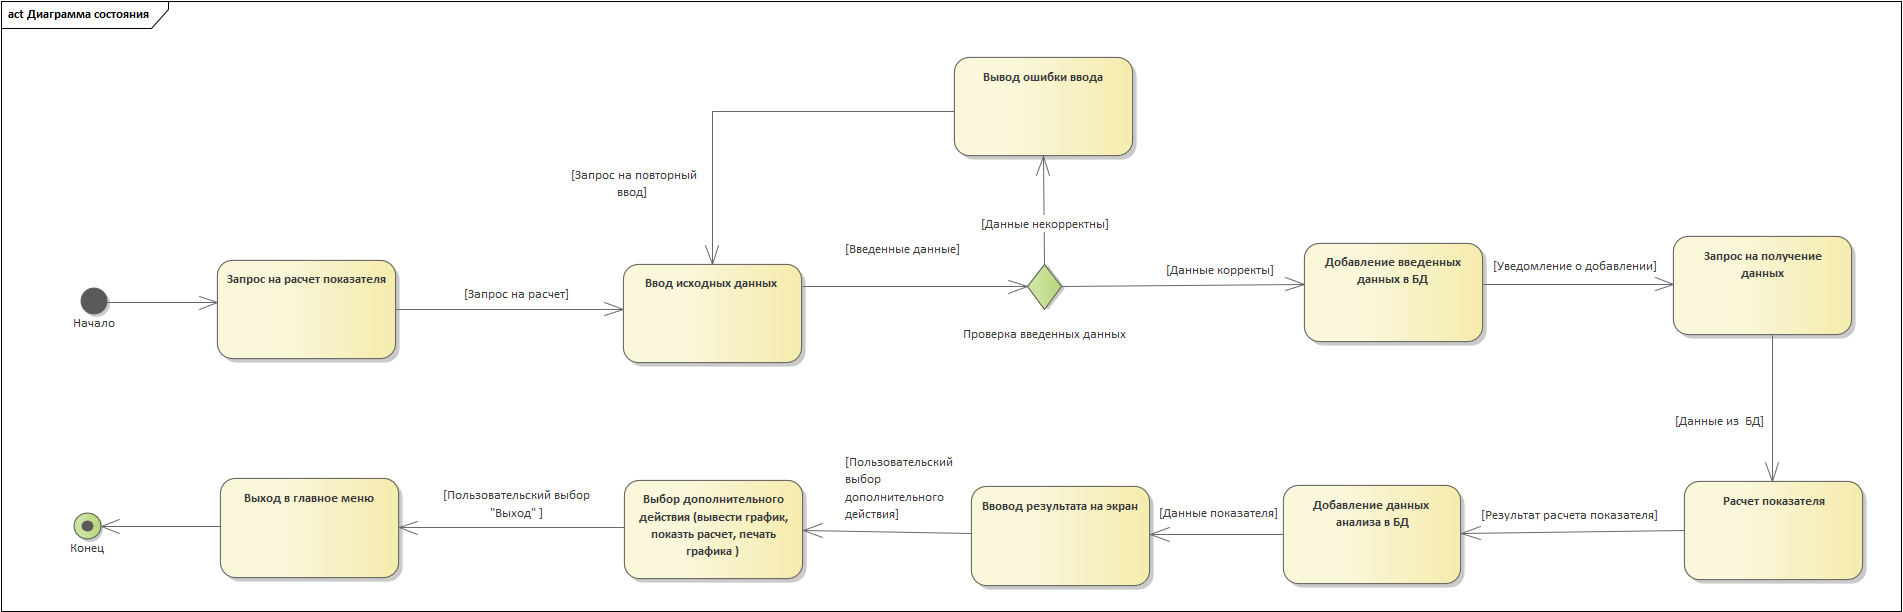 act Диаграмма состояния
Вывод ошибки ввода
[Запрос на повторный
ввод]
[Данные некорректны]
[Введенные данные]
Начало
Запрос на расчет показателя
[Запрос на расчет]
Ввод исходных данных
Проверка введенных данных
[Данные корректы]
Добавление введенных
данных в БД
[Уведомление о добавлении]
Запрос на получение
данных
[Данные из  БД]
Расчет показателя
[Результат расчета показателя]
Добавление данных
анализа в БД
[Данные показателя]
Ввовод результата на экран
[Пользовательский
выбор
дополнительного
действия]
Выбор дополнительного
действия (вывести график,
показть расчет, печать
графика )
[Пользовательский выбор
"Выход" ]
Выход в главное меню
Конец